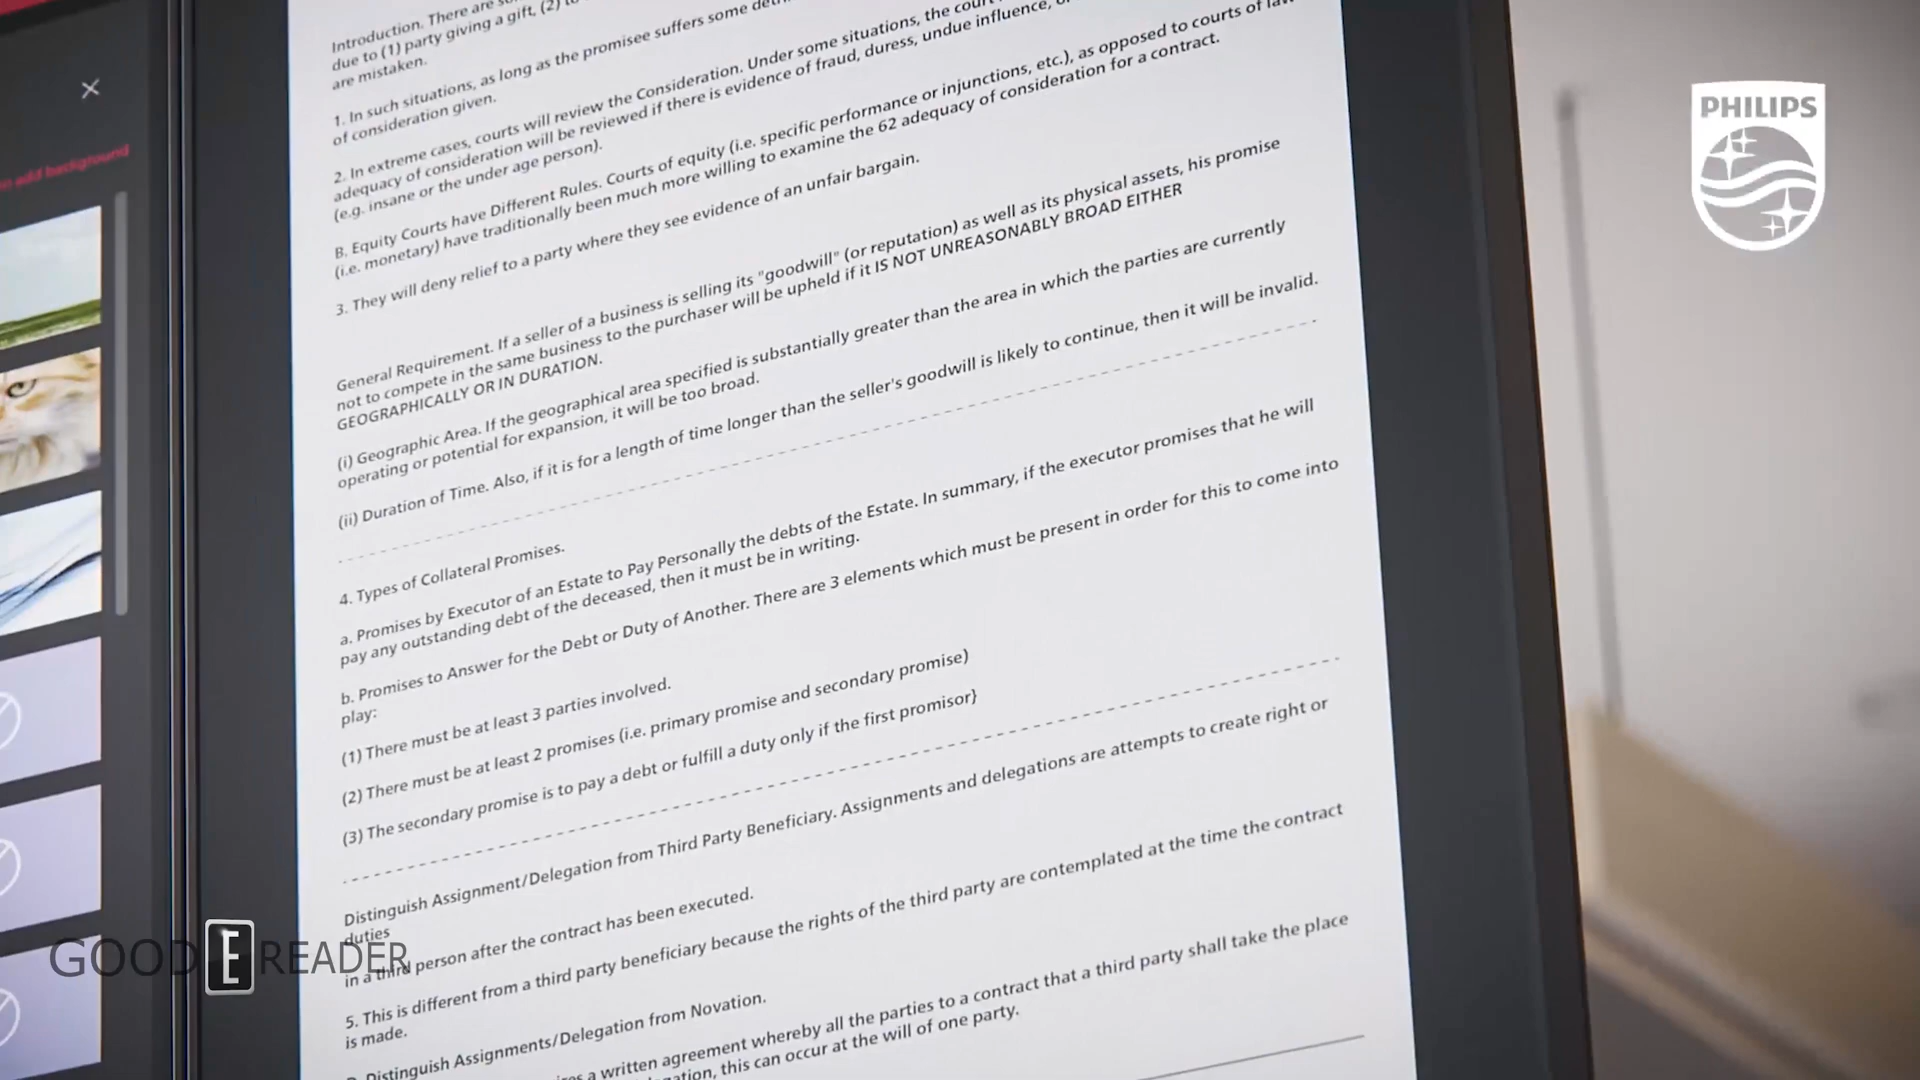 Introduction. There are
due to (1) party giving a gift, (2) to
are mistaken.
1. In such situations, as long as the promisee suffers some
of consideration given.
2. In extreme cases, courts will review the Consideration. Under some situations, the
adequacy of consideration will be reviewed if there is evidence of fraud, duress, undue influence,
(e.g. insane or the under age person).
B. Equity Courts have Different Rules. Courts of equity (i.e. specific performance or injunctions, etc.), as opposed to courts of law
(i.e. monetary) have traditionally been much more willing to examine the 62 adequacy of consideration for a contract.
3. They will deny relief to a party where they see evidence of an unfair bargain.
General Requirement. If a seller of a business is selling its "goodwill" (or reputation) as well as its physical assets, his promise
not to compete in the same business to the purchaser will be upheld if it IS NOT UNREASONABLY BROAD EITHER
GEOGRAPHICALLY OR IN DURATION.
(i) Geographic Area. If the geographical area specified is substantially greater than the area in which the parties are currently
operating or potential for expansion, it will be too broad.
(ii) Duration of Time. Also, if it is for a length of time longer than the seller's goodwill is likely to continue, then it will be invalid.
4. Types of Collateral Promises.
a. Promises by Executor of an Estate to Pay Personally the debts of the Estate. In summary, if the executor promises that he will
pay any outstanding debt of the deceased, then it must be in writing.
b. Promises to Answer for the Debt or Duty of Another. There are 3 elements which must be present in order for this to come into
play:
(1) There must be at least 3 parties involved.
(2) There must be at least 2 promises (i.e. primary promise and secondary promise)
(3) The secondary promise is to pay a debt or fulfill a duty only if the first promisor}
Distinguish Assignment/Delegation from Third Party Beneficiary. Assignments and delegations are attempts to create right or
duties
in a third person after the contract has been executed.
5. This is different from a third party beneficiary because the rights of the third party are contemplated at the time the contract
is made.
Distinguish Assignments/Delegation from Novation.
a written agreement whereby all the parties to a contract that a third party shall take the place
this can occur at the will of one party.
to add background
PHILIPS
GOOD E READER